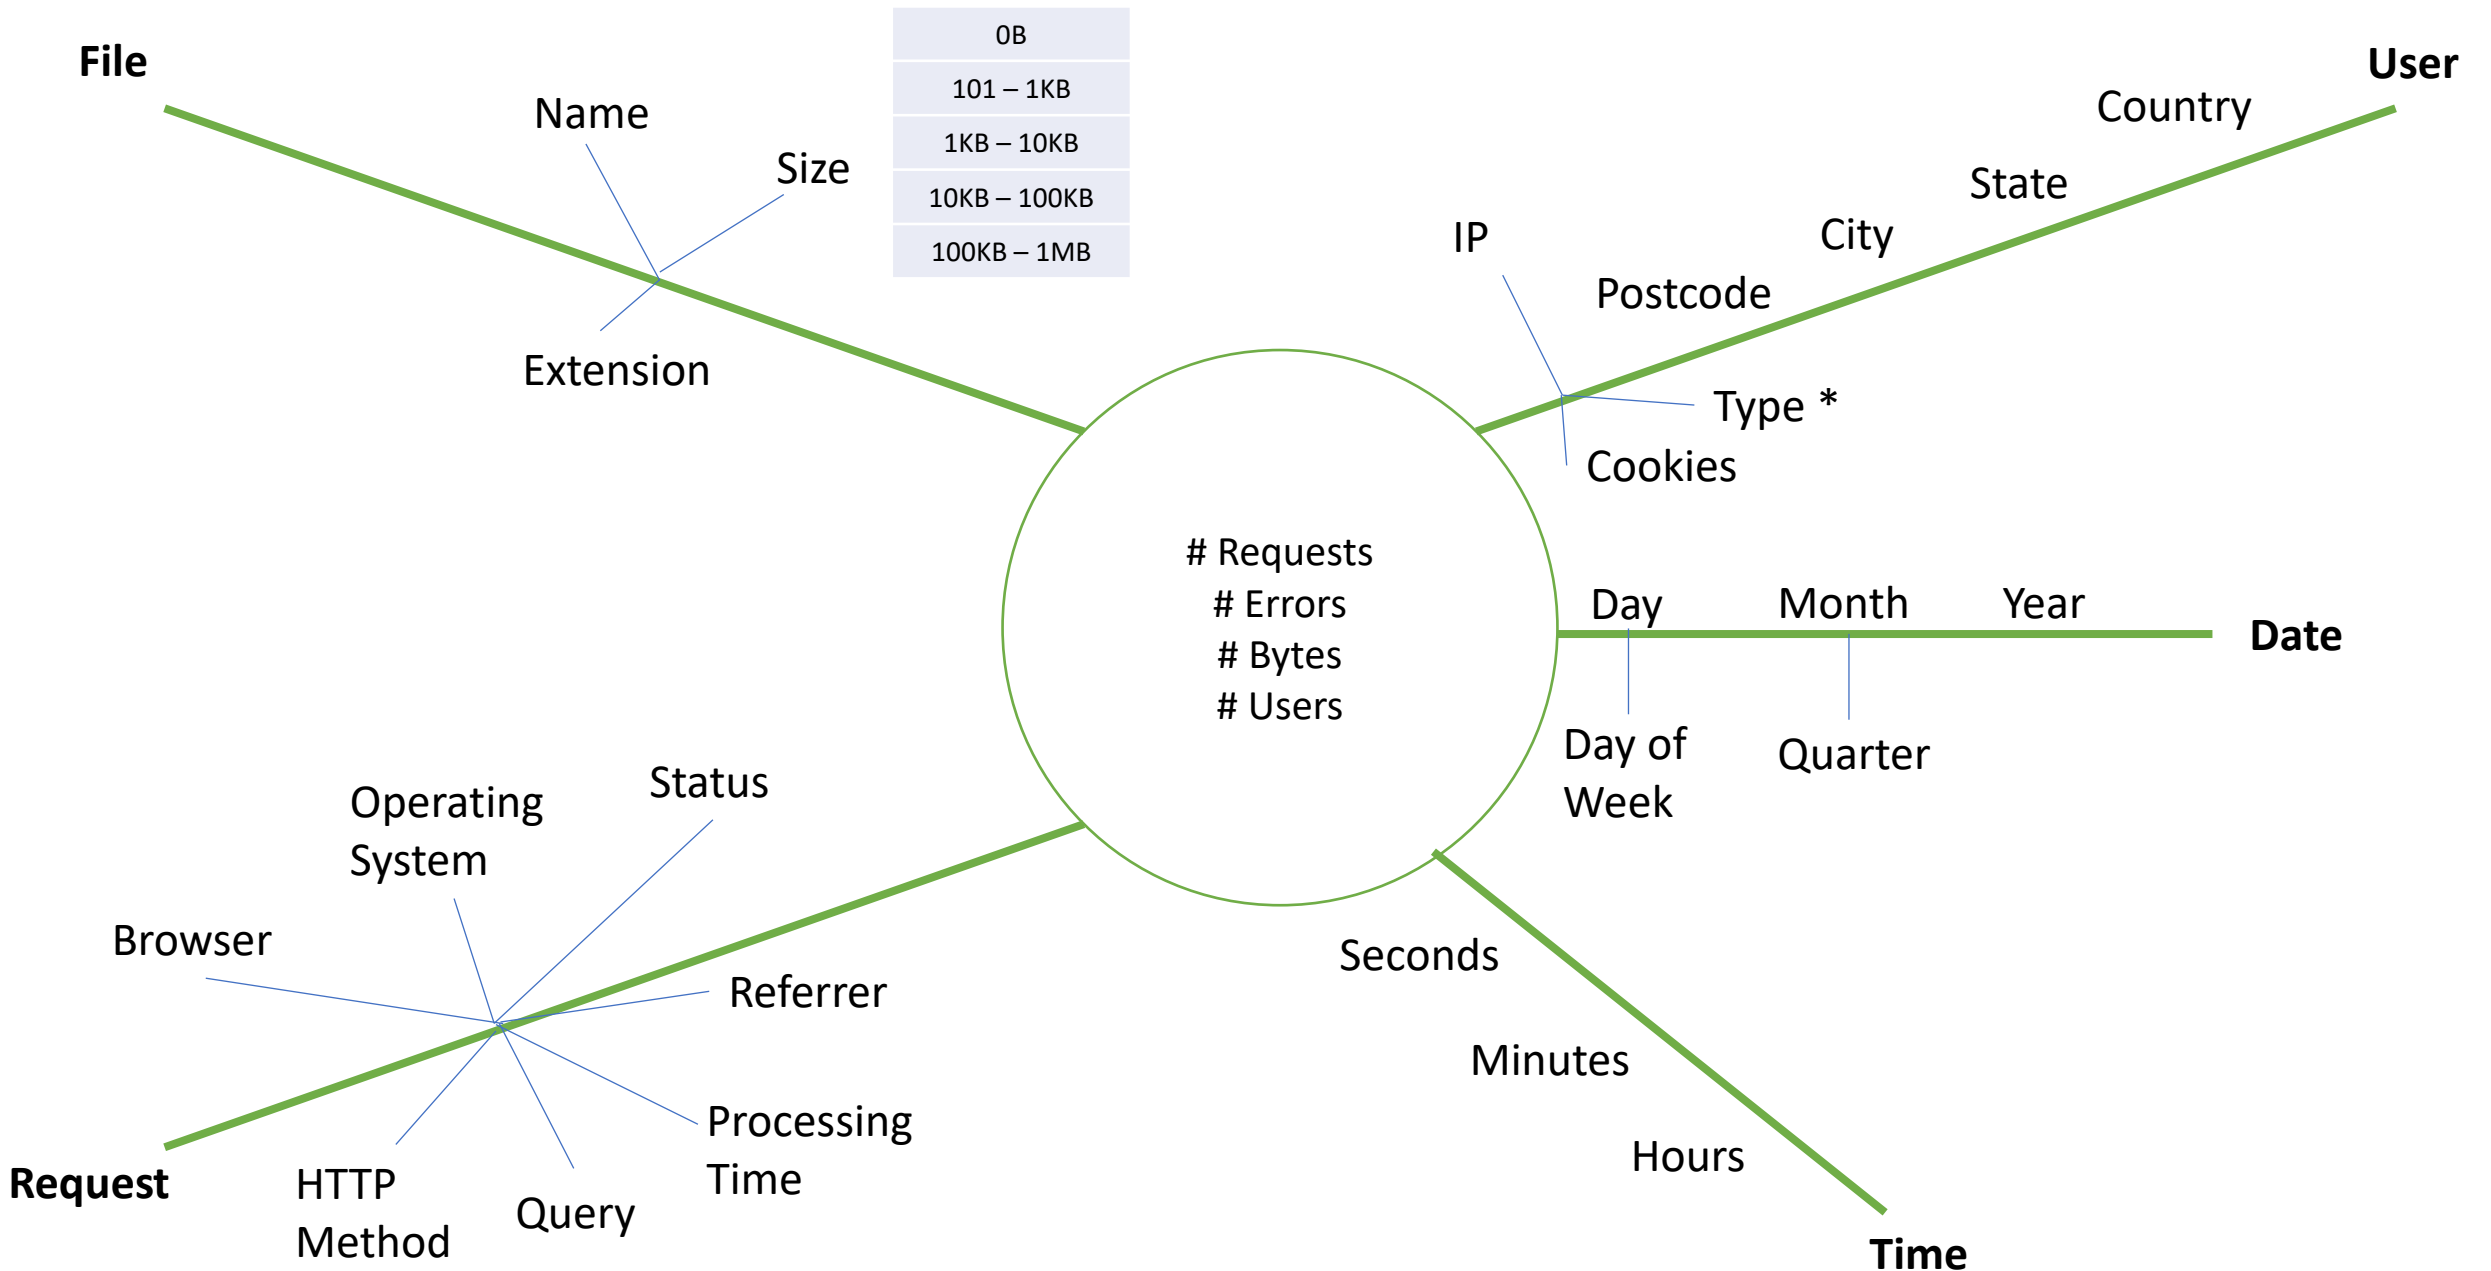 File
Name
Size
Extension
0B
101 – 1KB
1KB – 10KB
10KB – 100KB
100KB – 1MB
User
Country
State
City
Postcode
IP
Type *
Cookies
# Requests
# Errors
# Bytes
# Users
Day
Month
Year
Date
Day of
Week
Quarter
Status
Operating
System
Browser
Referrer
Processing
Time
Query
HTTP
Method
Request
Seconds
Minutes
Hours
Time